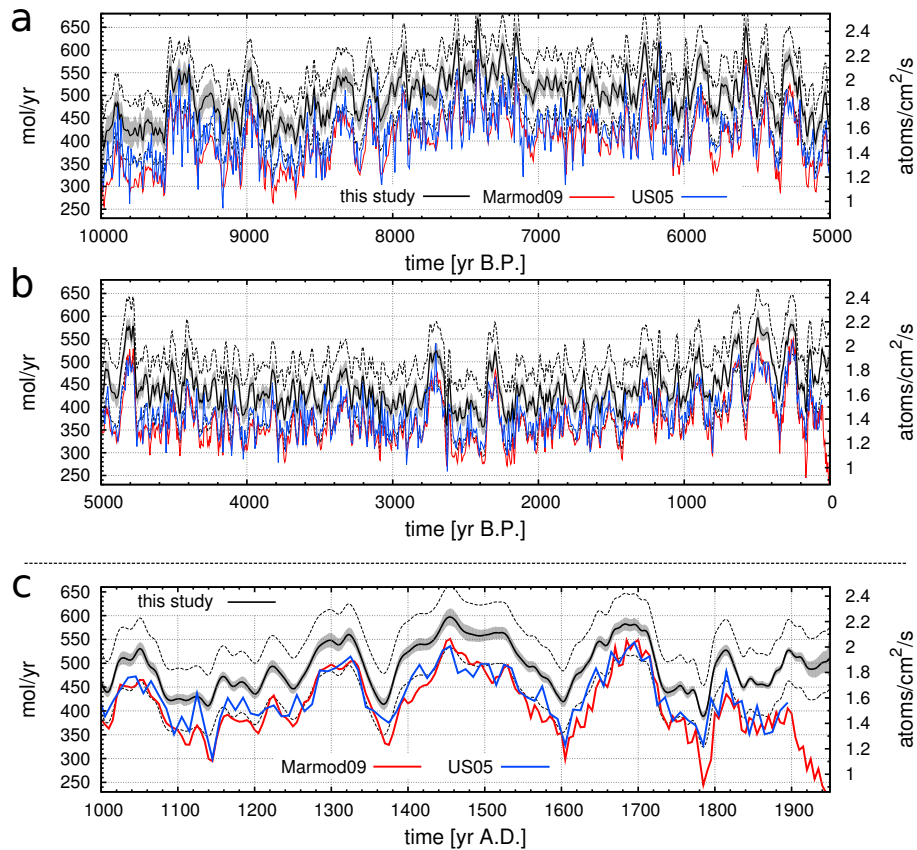 a
650
600
550
500
450
400
350
300
250
mol/yr
2.4
2.2
2
1.8
1.6
1.4
1.2
1
atoms/cm²/s
this study Marmod09 US05
10000 9000 8000 7000 6000 5000
time [yr B.P.]
b
650
600
550
500
450
400
350
300
250
mol/yr
2.4
2.2
2
1.8
1.6
1.4
1.2
1
atoms/cm²/s
5000 4000 3000 2000 1000 0
time [yr B.P.]
c
this study
650
600
550
500
450
400
350
300
250
mol/yr
2.4
2.2
2
1.8
1.6
1.4
1.2
1
atoms/cm²/s
Marmod09 US05
1000 1100 1200 1300 1400 1500 1600 1700 1800 1900
time [yr A.D.]